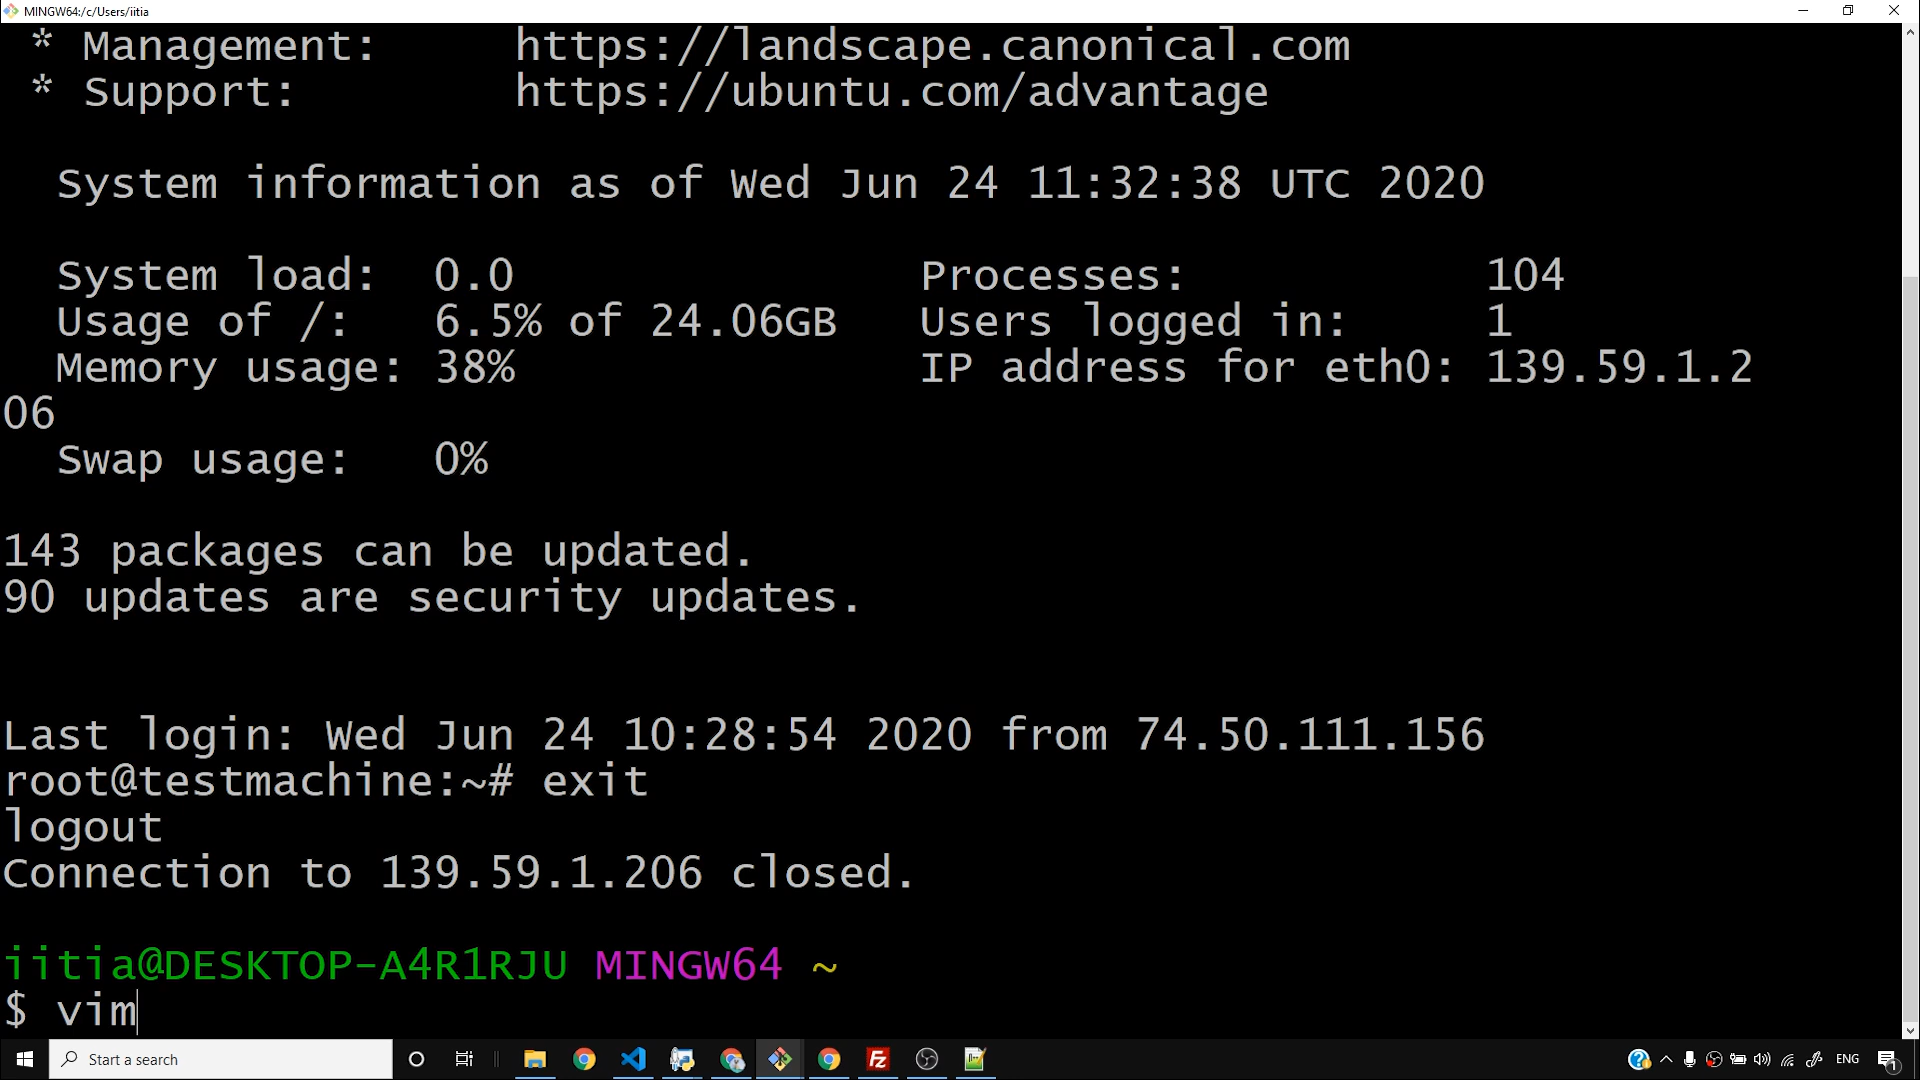 MINGW64:/c/Users/iitia
* Management: https://landscape.canonical.com
* Support: https://ubuntu.com/advantage
System information as of Wed Jun 24 11:32:38 UTC 2020
System load: 0.0 Processes: 104
Usage of /: 6.5% of 24.06GB Users logged in: 1
Memory usage: 38% IP address for eth0: 139.59.1.2
06
Swap usage: 0%
143 packages can be updated.
90 updates are security updates.
Last login: Wed Jun 24 10:28:54 2020 from 74.50.111.156
root@testmachine:~# exit
logout
Connection to 139.59.1.206 closed.
iitia@DESKTOP-A4R1RJU MINGW64 ~
$ vim
Start a search
ENG
1